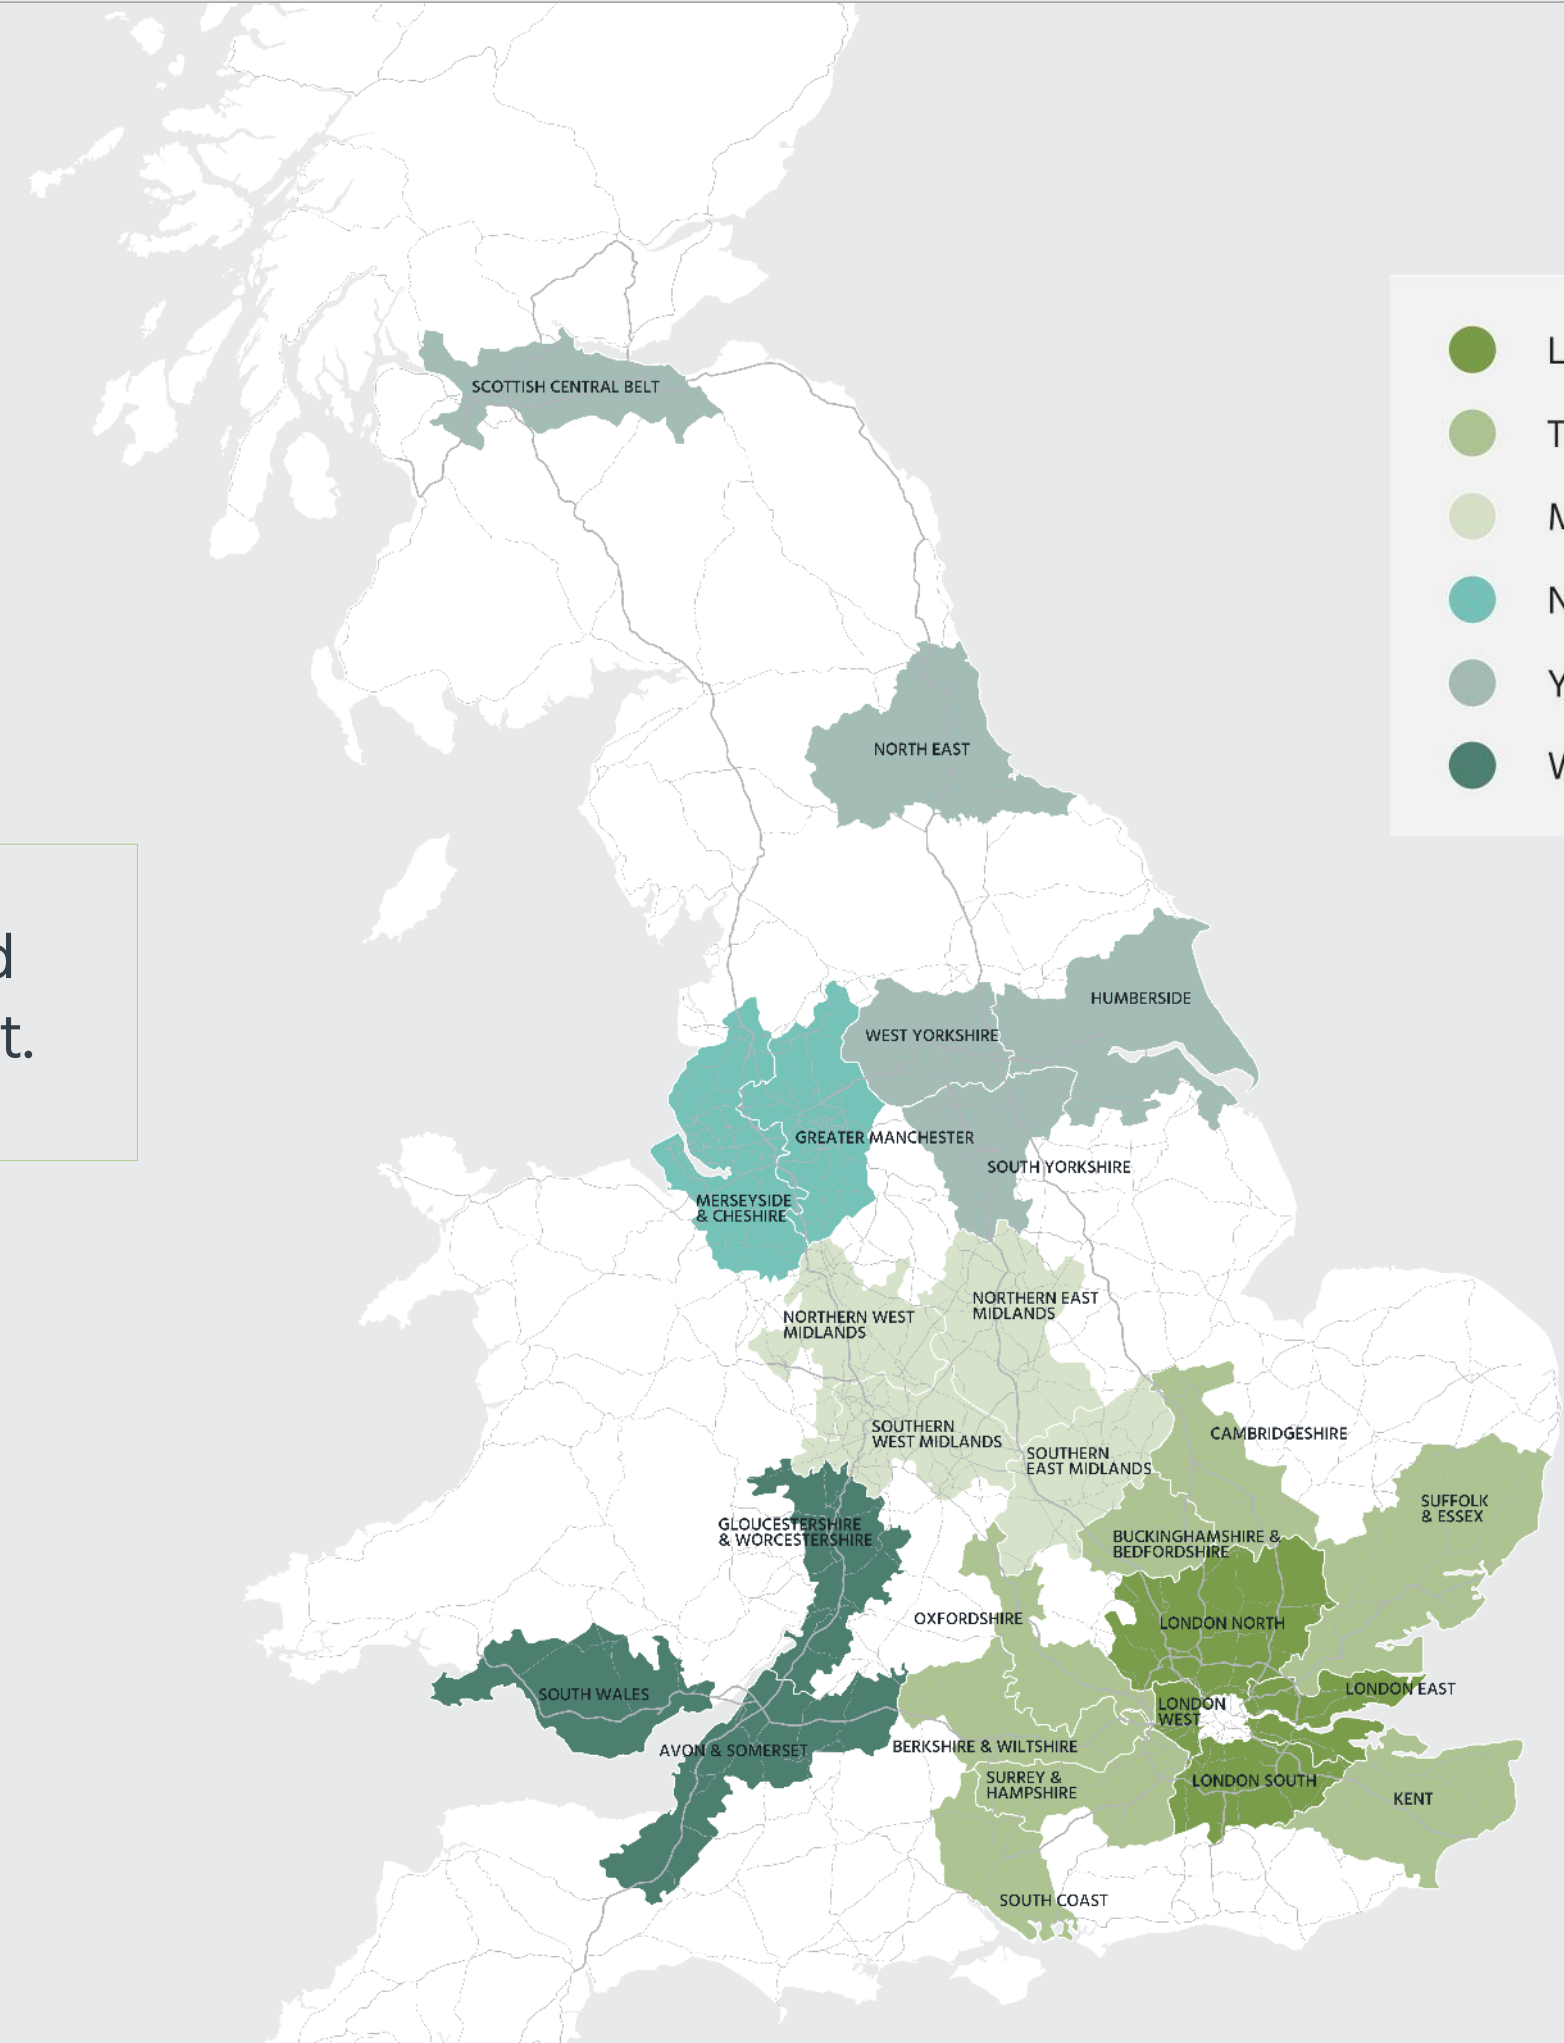 SCOTTISH CENTRAL BELT
L
T
M
N
Y
W
NORTH EAST
d
t.
HUMBERSIDE
WEST YORKSHIRE
GREATER MANCHESTER
SOUTH YORKSHIRE
MERSEYSIDE
& CHESHIRE
NORTHERN EAST
MIDLANDS
NORTHERN WEST
MIDLANDS
SOUTHERN
WEST MIDLANDS
CAMBRIDGESHIRE
SOUTHERN
EAST MIDLANDS
SUFFOLK
& ESSEX
GLOUCESTERSHIRE
& WORCESTERSHIRE
BUCKINGHAMSHIRE &
BEDFORDSHIRE
OXFORDSHIRE
LONDON NORTH
LONDON EAST
SOUTH WALES
LONDON
WEST
AVON & SOMERSET
BERKSHIRE & WILTSHIRE
SURREY &
HAMPSHIRE
LONDON SOUTH
KENT
SOUTH COAST